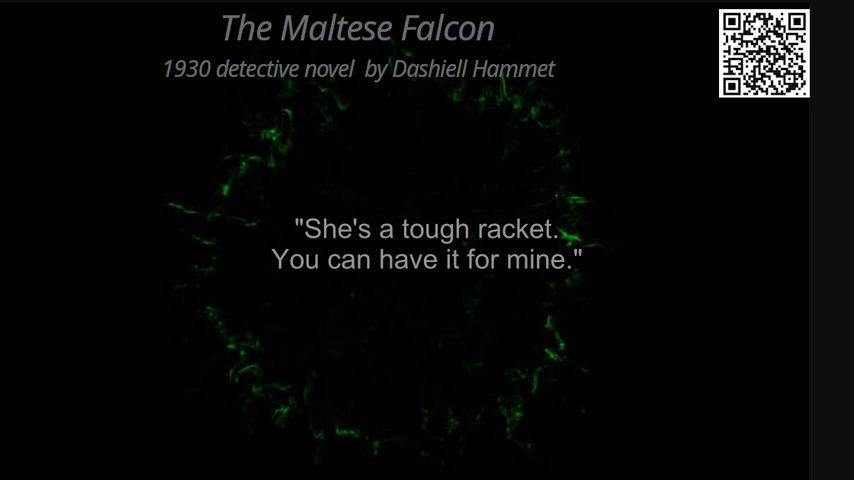 The Maltese Falcon
1930 detective novel by Dashiell Hammet
"She's a tough racket.
You can have it for mine."